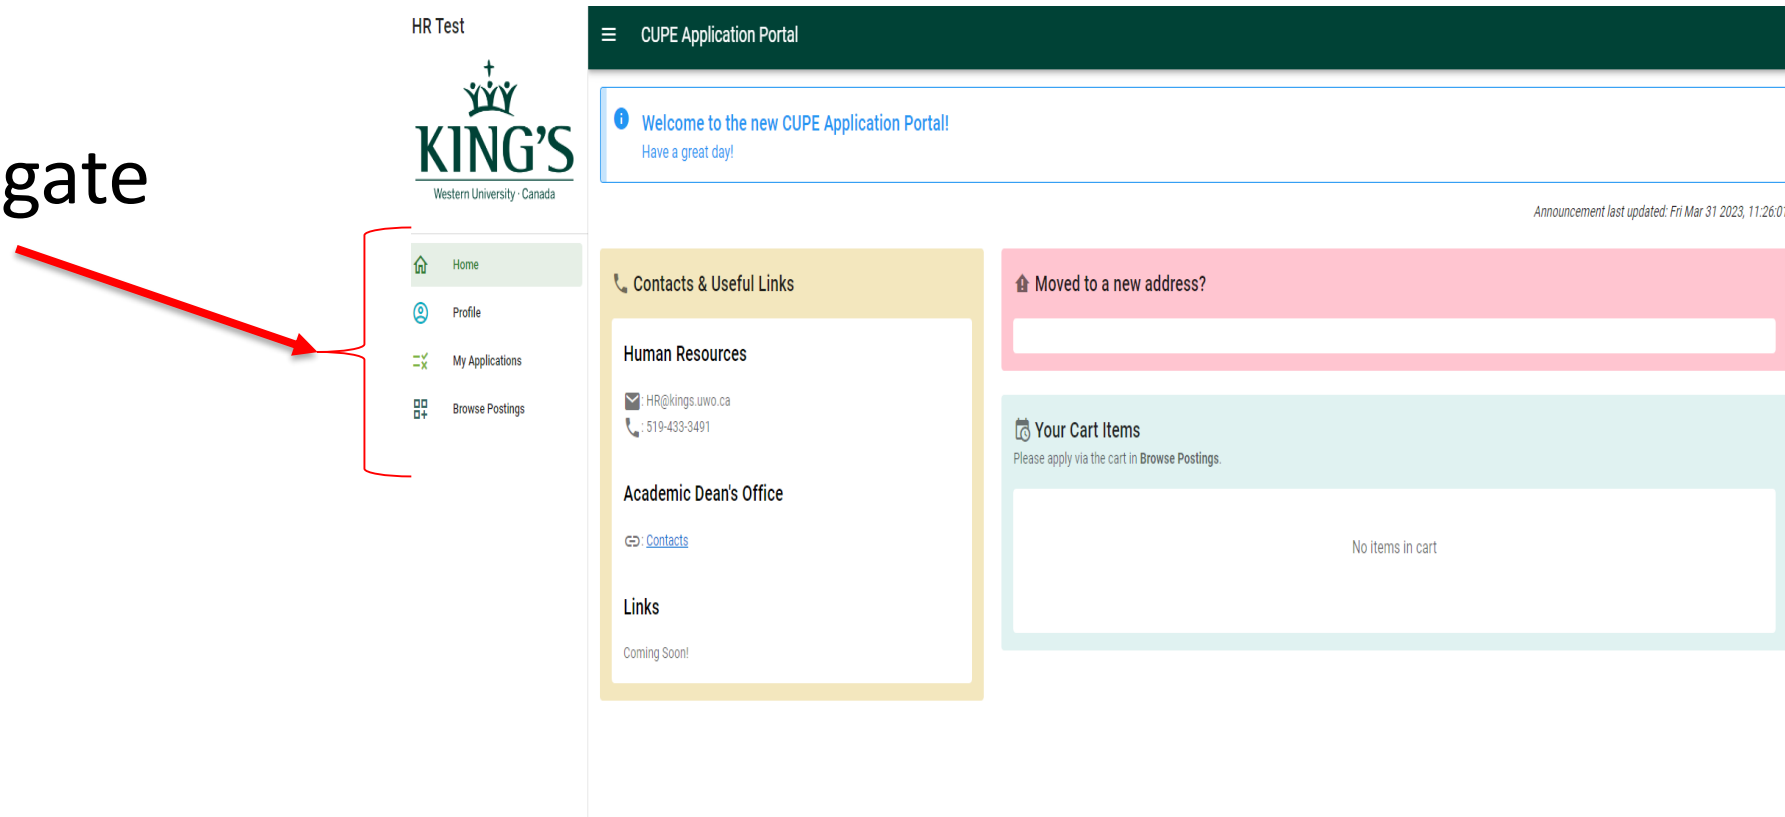 gate
HR Test
KING'S
Western University · Canada
Home
Profile
My Applications
Browse Postings
CUPE Application Portal
Welcome to the new CUPE Application Portal!
Have a great day!
Announcement last updated: Fri Mar 31 2023, 11:26:01
Contacts & Useful Links
Human Resources
: HR@kings.uwo.ca
: 519-433-3491
Academic Dean's Office
: Contacts
Links
Coming Soon!
Moved to a new address?
Your Cart Items
Please apply via the cart in Browse Postings.
No items in cart